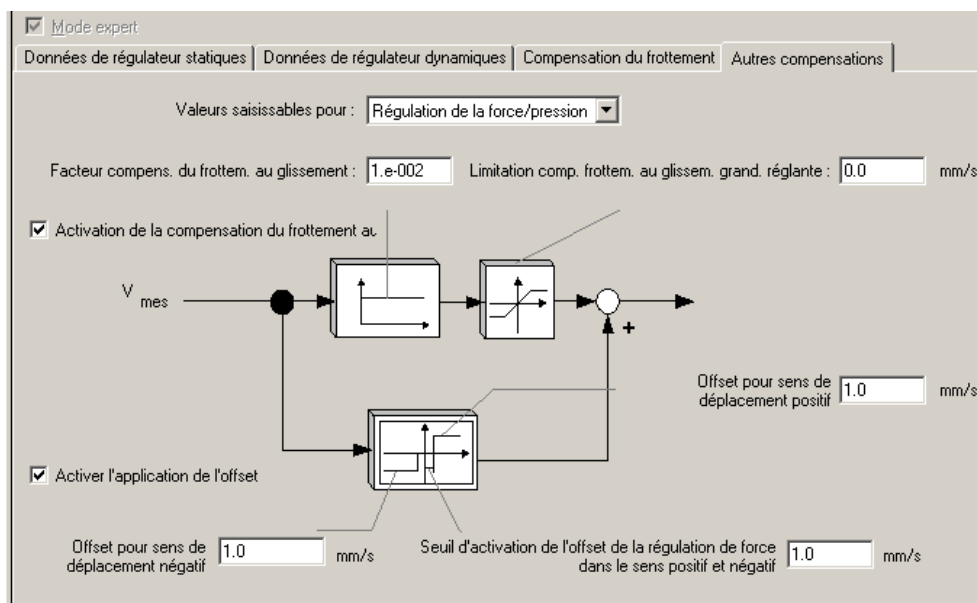 Mode expert
Données de régulateur statiques Données de régulateur dynamiques Compensation du frottement Autres compensations
Valeurs saisissables pour : Régulation de la force/pression
Facteur compens. du frottem. au glissement : 1.e-002 Limitation comp. frottem. au glissem. grand. réglante : 0.0 mm/s
Activation de la compensation du frottement au
V mes
+
Offset pour sens de
déplacement positif 1.0 mm/s
Activer l'application de l'offset
Offset pour sens de
déplacement négatif 1.0 mm/s
Seuil d'activation de l'offset de la régulation de force
dans le sens positif et négatif 1.0 mm/s